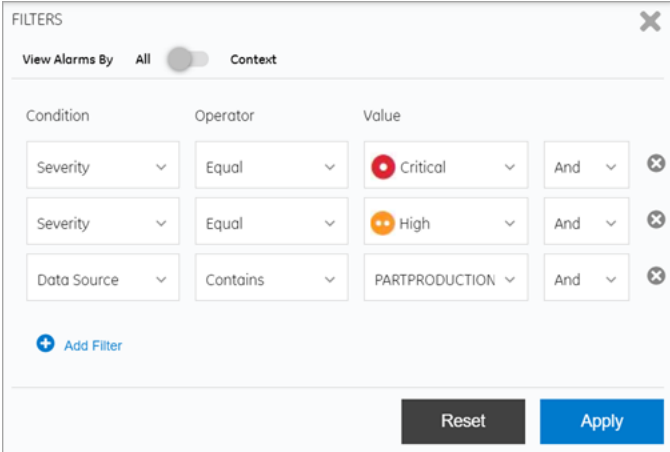 FILTERS
View Alarms By All Context
Condition Operator Value
Severity Equal Critical And
Severity Equal High And
Data Source Contains PARTPRODUCTION And
Add Filter
Reset Apply